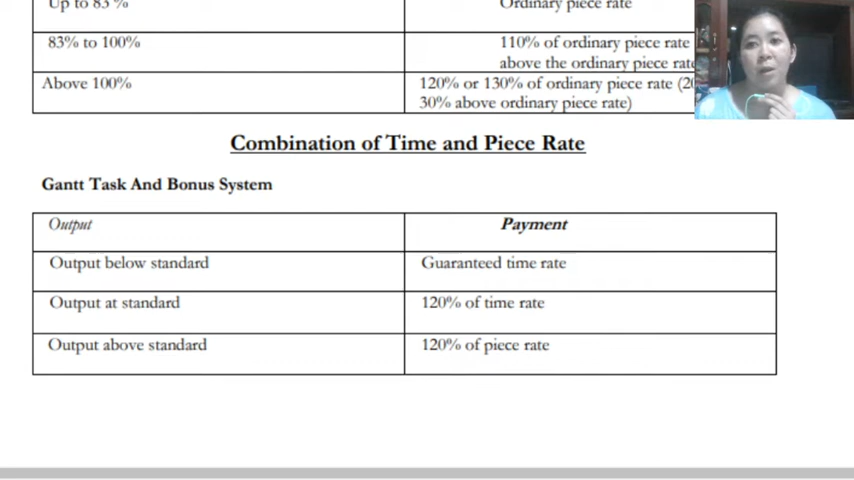 Up to 83 %
Ordinary piece rate
83% to 100%
110% of ordinary piece rate
above the ordinary piece rate
Above 100%
120% or 130% of ordinary piece rate (20
30% above ordinary piece rate)
Combination of Time and Piece Rate
Gantt Task And Bonus System
Output
Payment
Output below standard
Guaranteed time rate
Output at standard
120% of time rate
Output above standard
120% of piece rate